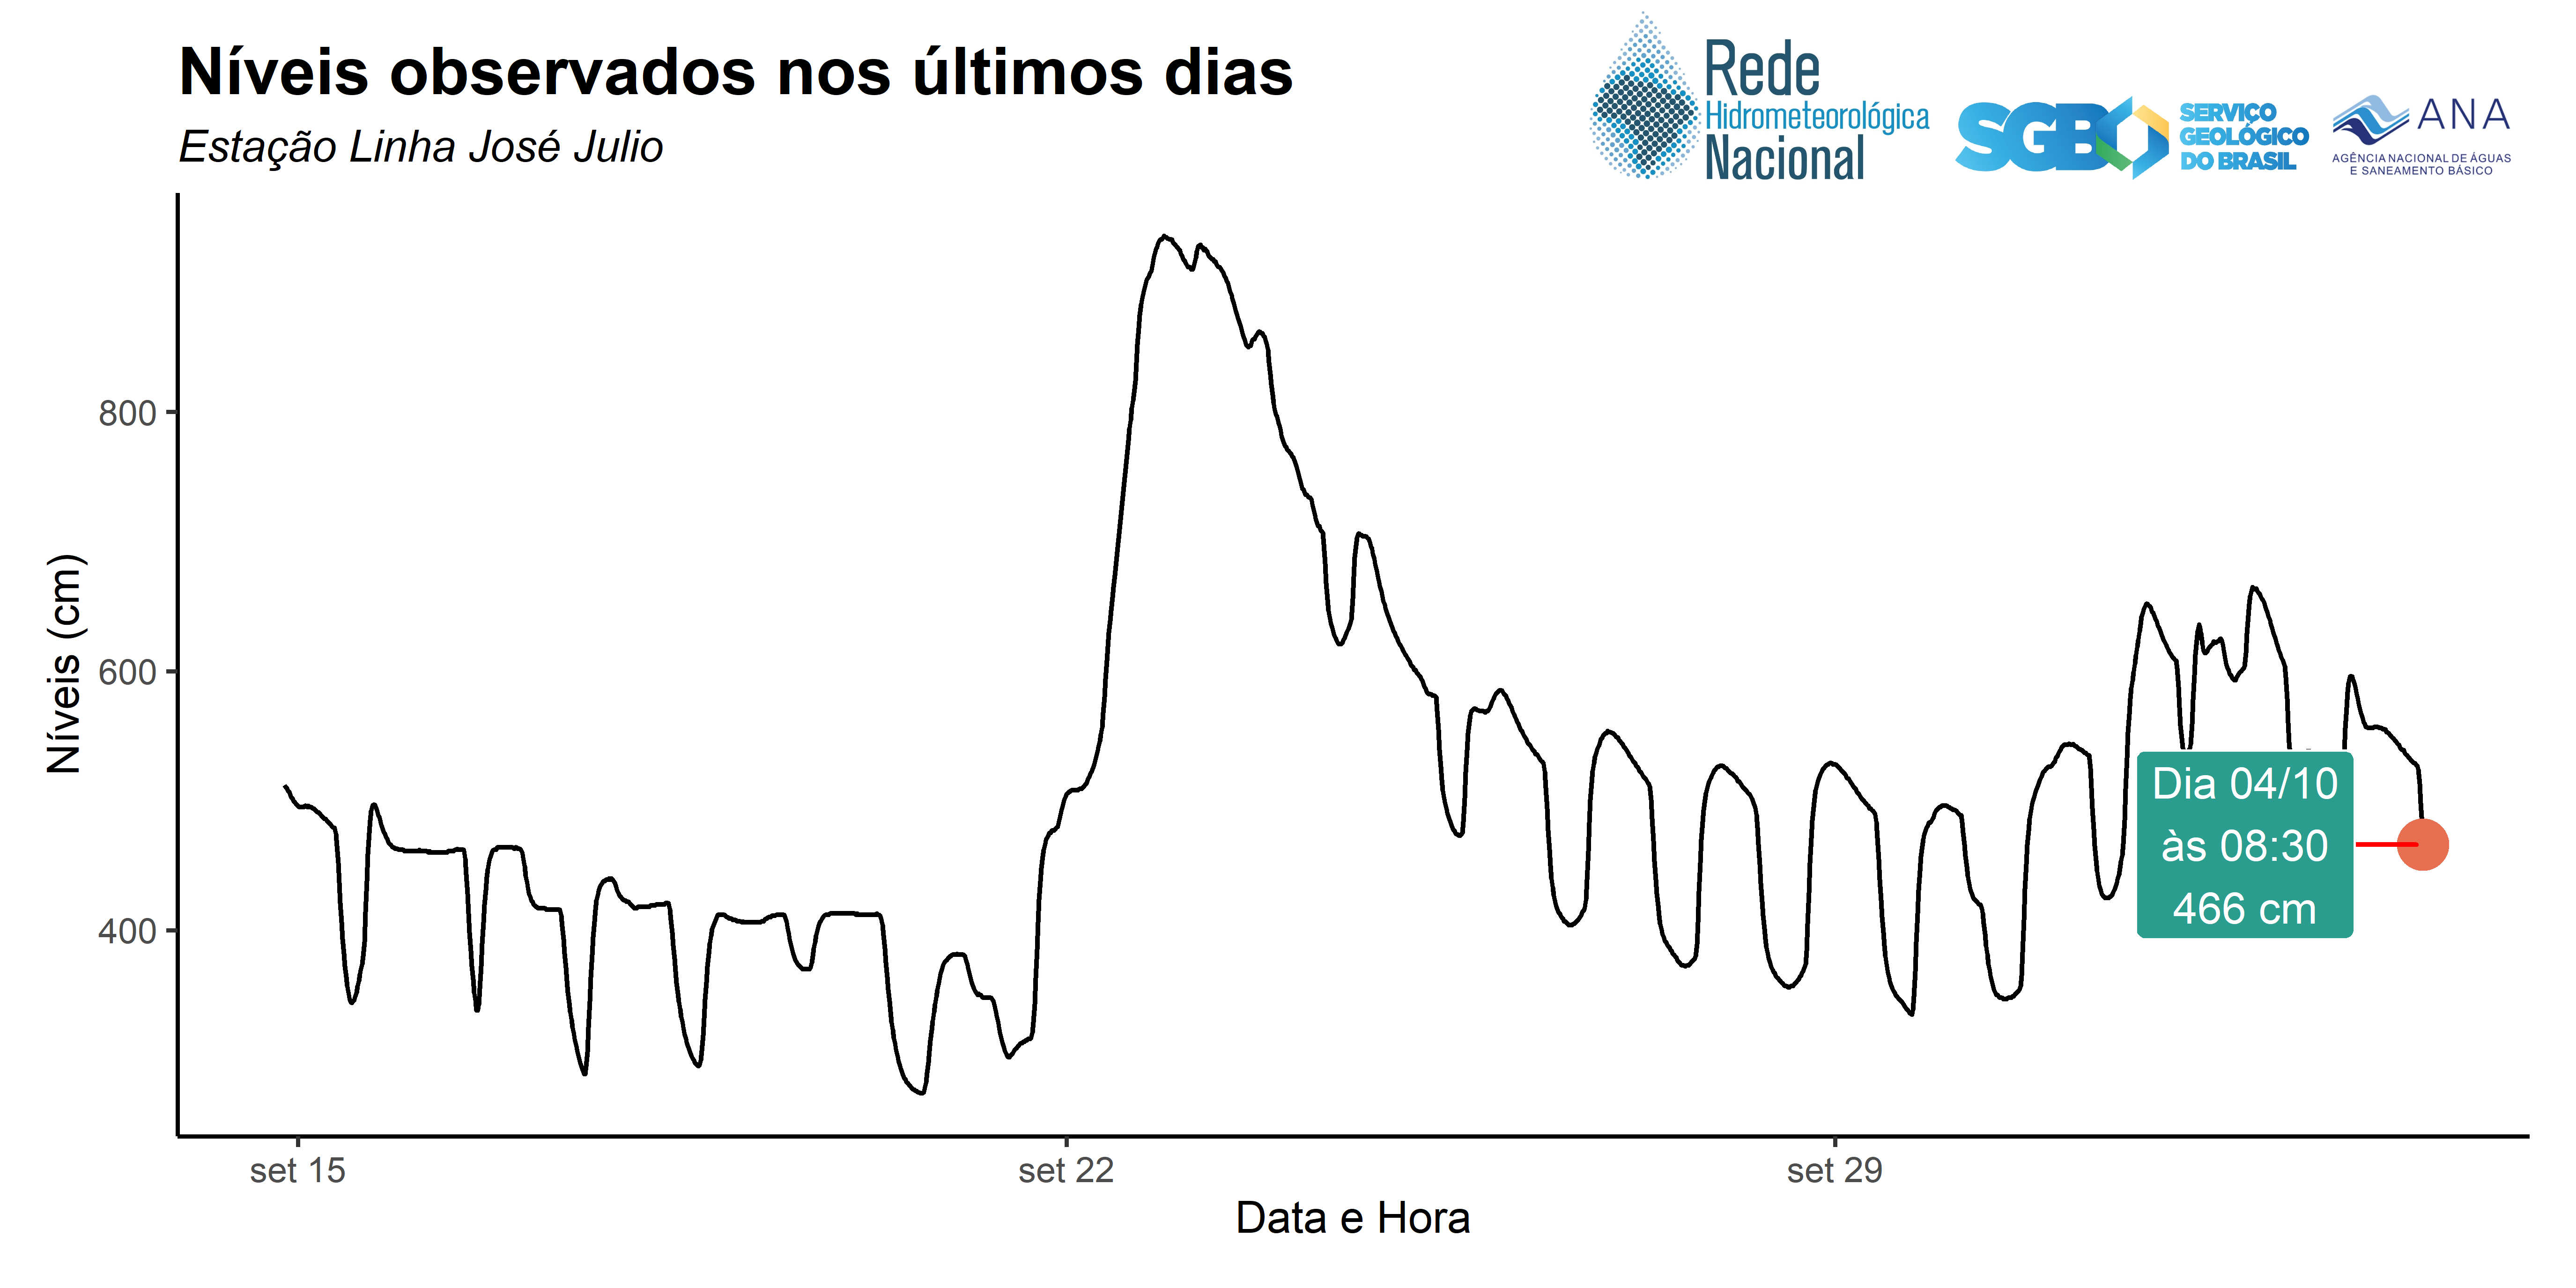 Níveis observados nos últimos dias
Estação Linha José Julio
Rede
Hidrometeorológica
Nacional
SGB
SERVIÇO
GEOLÓGICO
DO BRASIL
ANA
AGÊNCIA NACIONAL DE ÁGUAS
E SANEAMENTO BÁSICO
Níveis (cm)
800
600
400
Dia 04/10
às 08:30
466 cm
set 15
set 22
set 29
Data e Hora